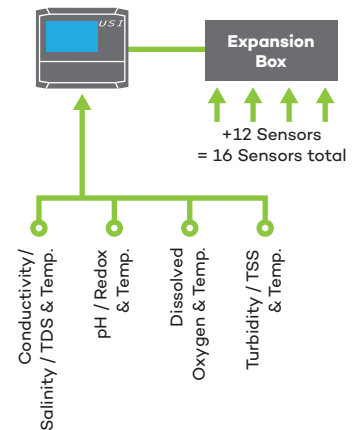 USI
Expansion
Box
+12 Sensors
= 16 Sensors total
Conductivity/
Salinity / TDS & Temp.
pH / Redox
& Temp.
Dissolved
Oxygen & Temp.
Turbidity / TSS
& Temp.